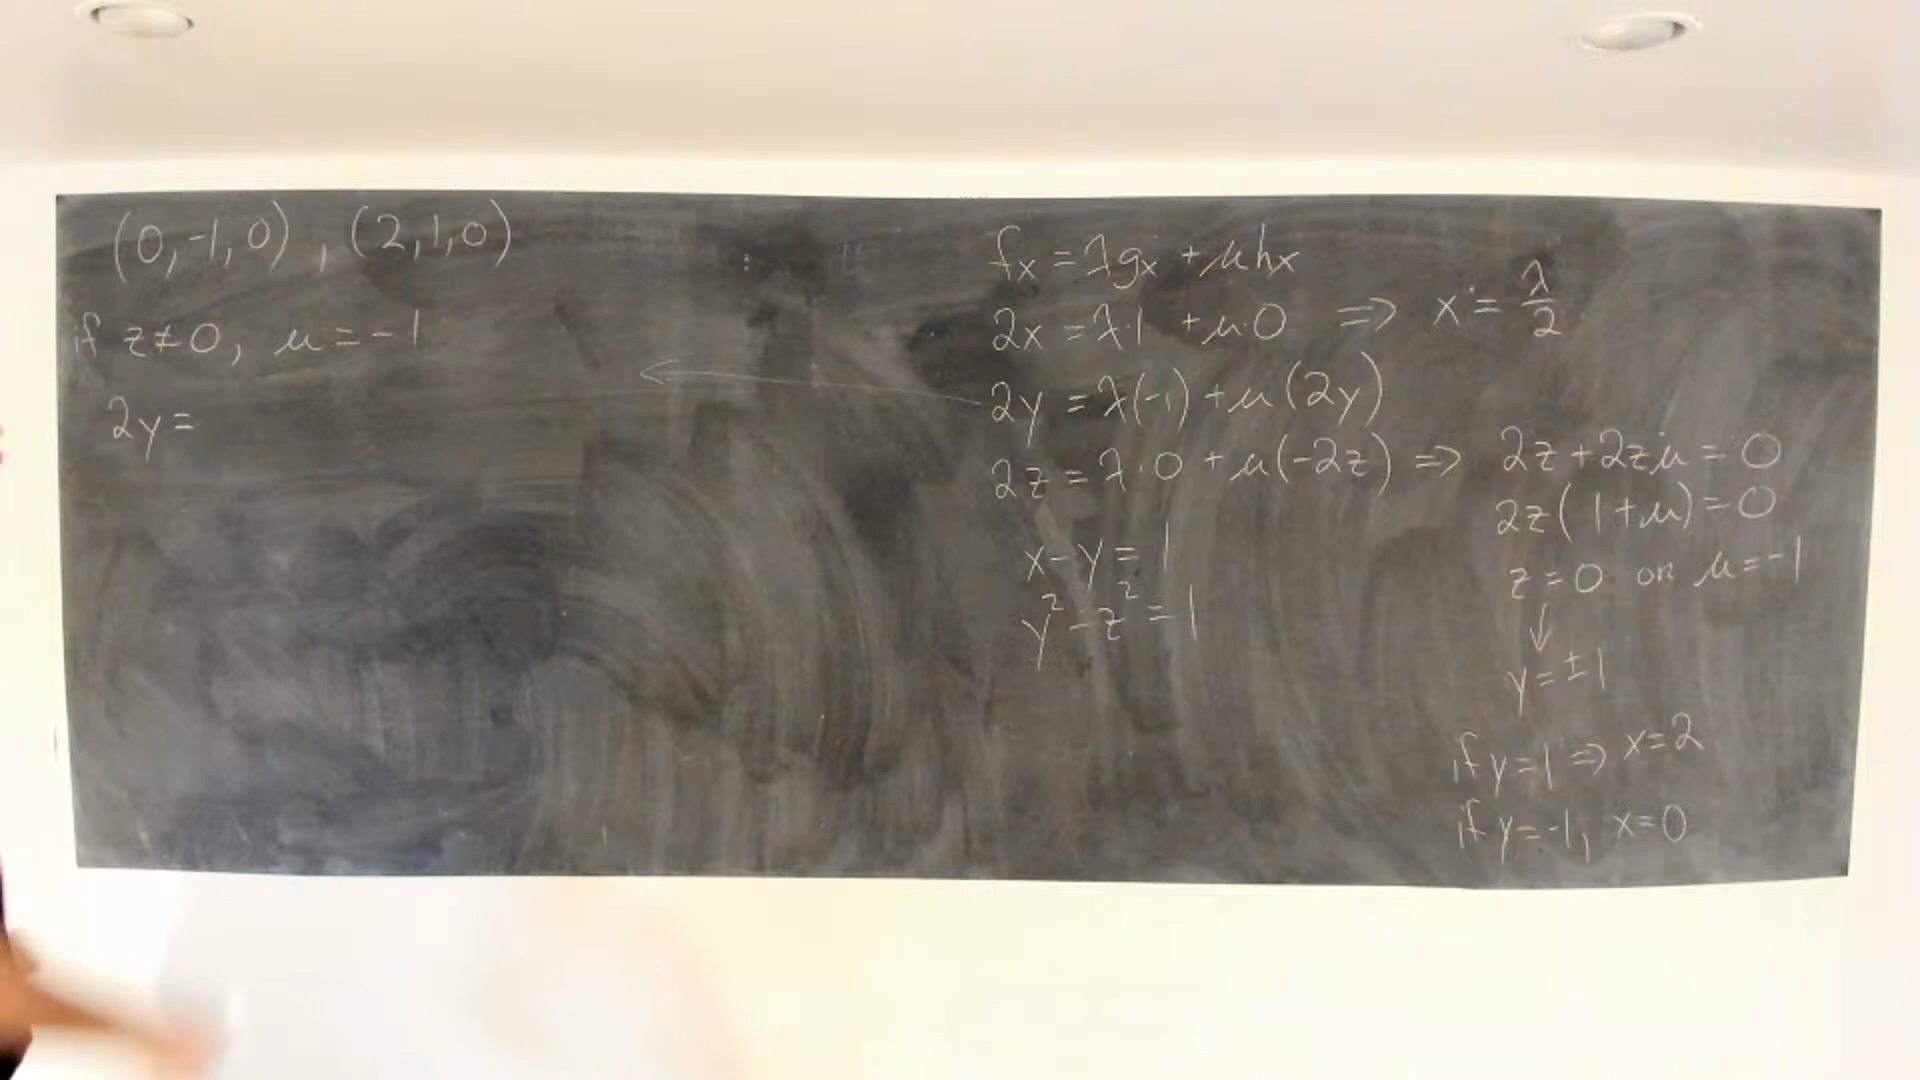 (0,-1,0) , (2,1,0)
if z≠0, μ=-1
2y=
fx = λgx + μhx
2x = λ·1 + μ·0 ⇒ x = λ/2
2y = λ(-1) + μ(2y)
2z = λ·0 + μ(-2z) ⇒ 2z+2zμ = 0
2z(1+μ)=0
x-y=1
z=0 or μ=-1
y²-z²=1
↓
y=±1
if y=1 ⇒ x=2
if y=-1, x=0